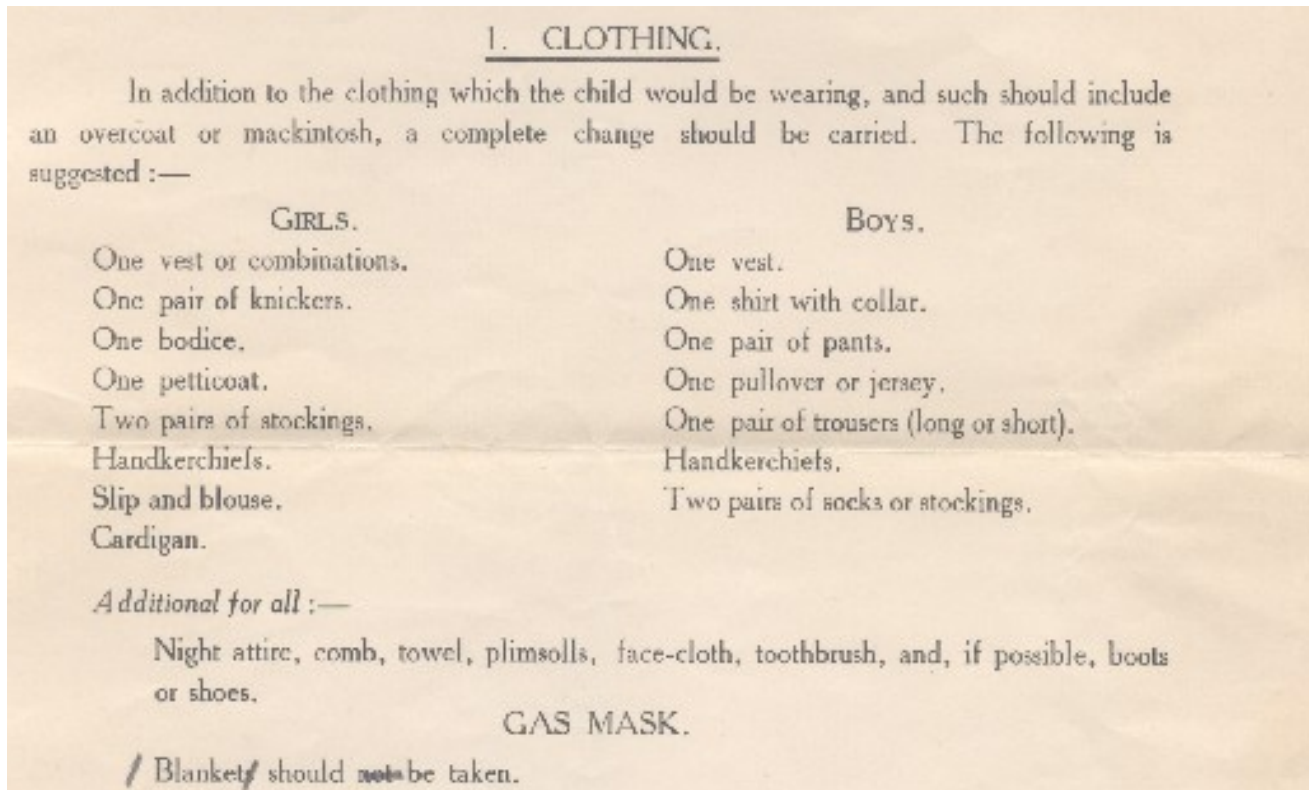 1. CLOTHING.
In addition to the clothing which the child would be wearing, and such should include
an overcoat or mackintosh, a complete change should be carried. The following is
suggested :—
GIRLS.
One vest or combinations.
One pair of knickers.
One bodice.
One petticoat.
Two pairs of stockings.
Handkerchiefs.
Slip and blouse.
Cardigan.
BOYS.
One vest.
One shirt with collar.
One pair of pants.
One pullover or jersey.
One pair of trousers (long or short).
Handkerchiefs.
Two pairs of socks or stockings.
Additional for all :—
Night attire, comb, towel, plimsolls, face-cloth, toothbrush, and, if possible, boots
or shoes.
GAS MASK.
/ Blankets should not be taken.